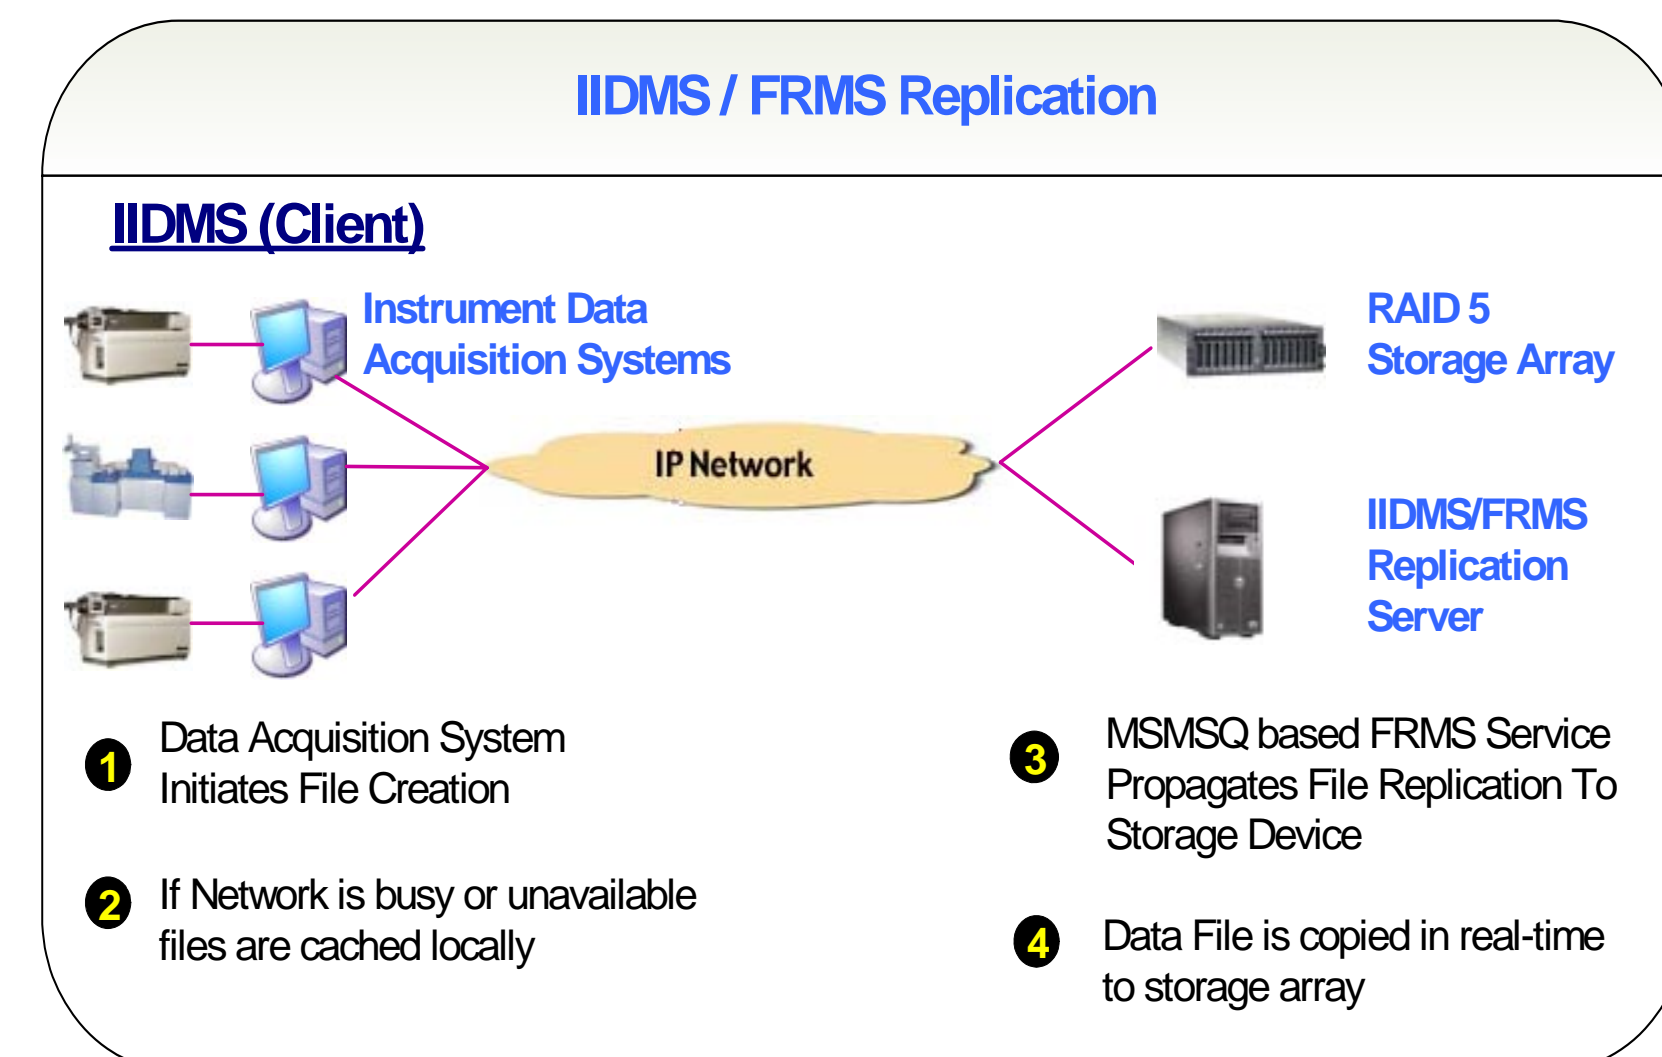 IIDMS / FRMS Replication
IIDMS (Client)
Instrument Data
Acquisition Systems
IP Network
RAID 5
Storage Array
IIDMS/FRMS
Replication
Server
1
Data Acquisition System
Initiates File Creation
2
If Network is busy or unavailable
files are cached locally
3
MSMSQ based FRMS Service
Propagates File Replication To
Storage Device
4
Data File is copied in real-time
to storage array